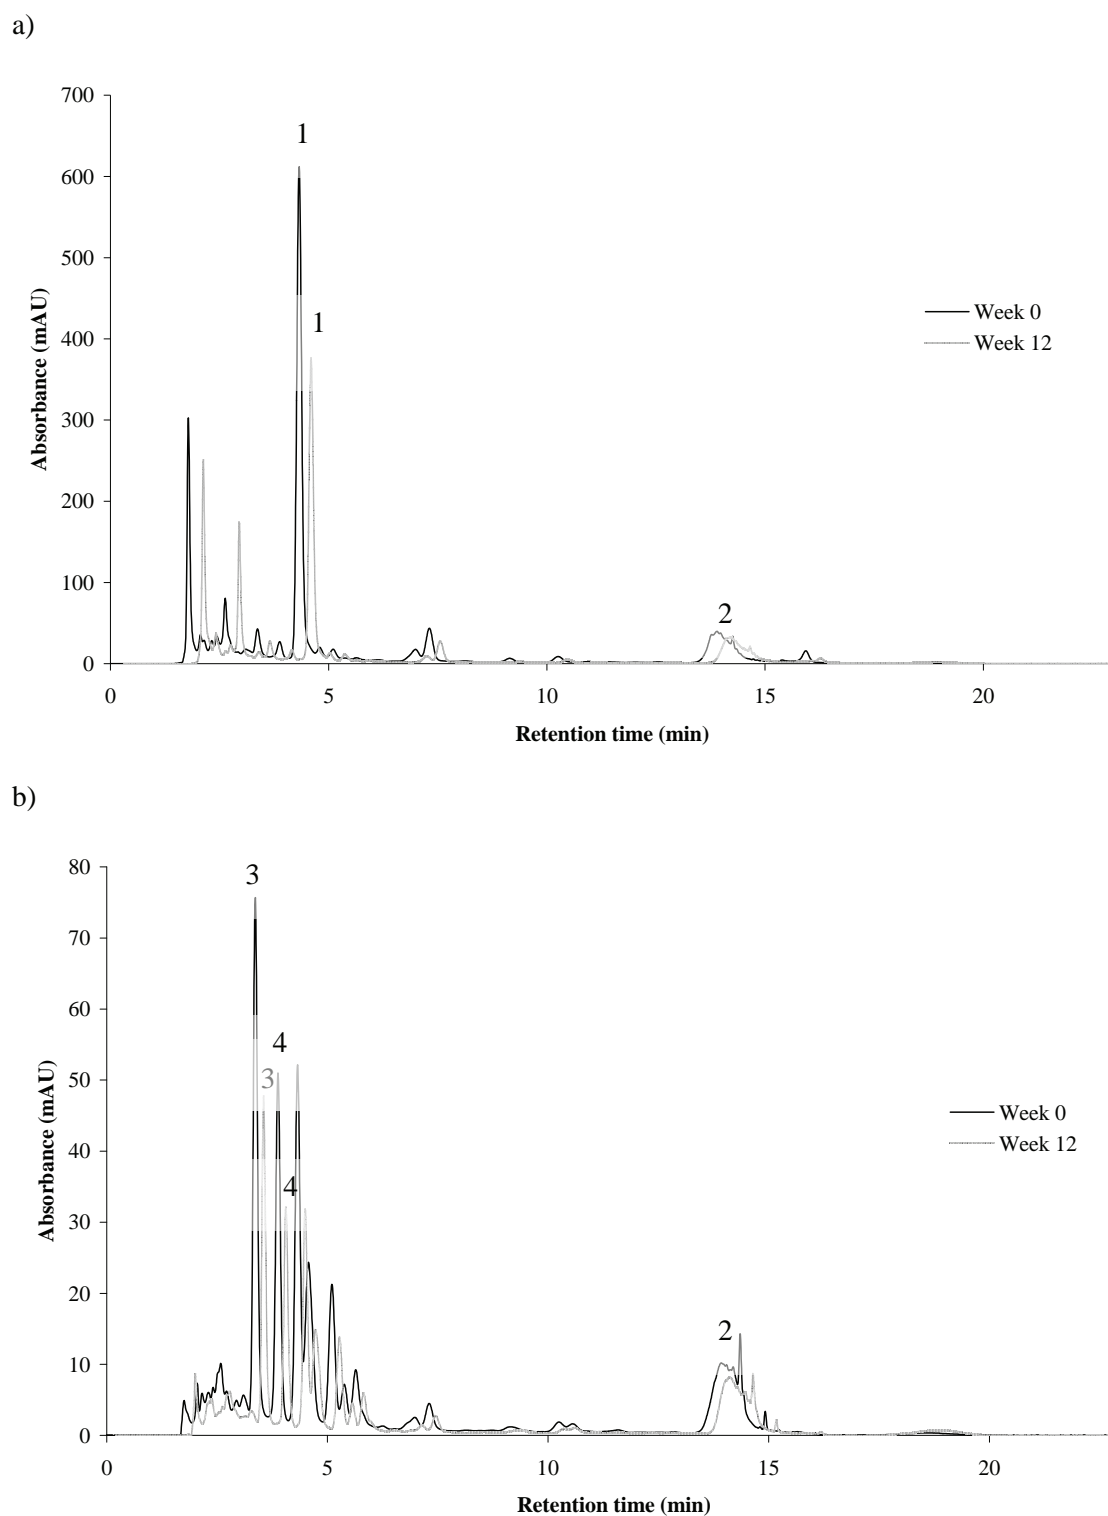 a)
700
1
600
500
400
1
Week 0
Week 12
300
200
100
2
0
0 5 10 15 20
Absorbance (mAU)
Retention time (min)
b)
80
3
70
60
4
50
3
Week 0
Week 12
40
4
30
20
2
10
0
0 5 10 15 20
Absorbance (mAU)
Retention time (min)